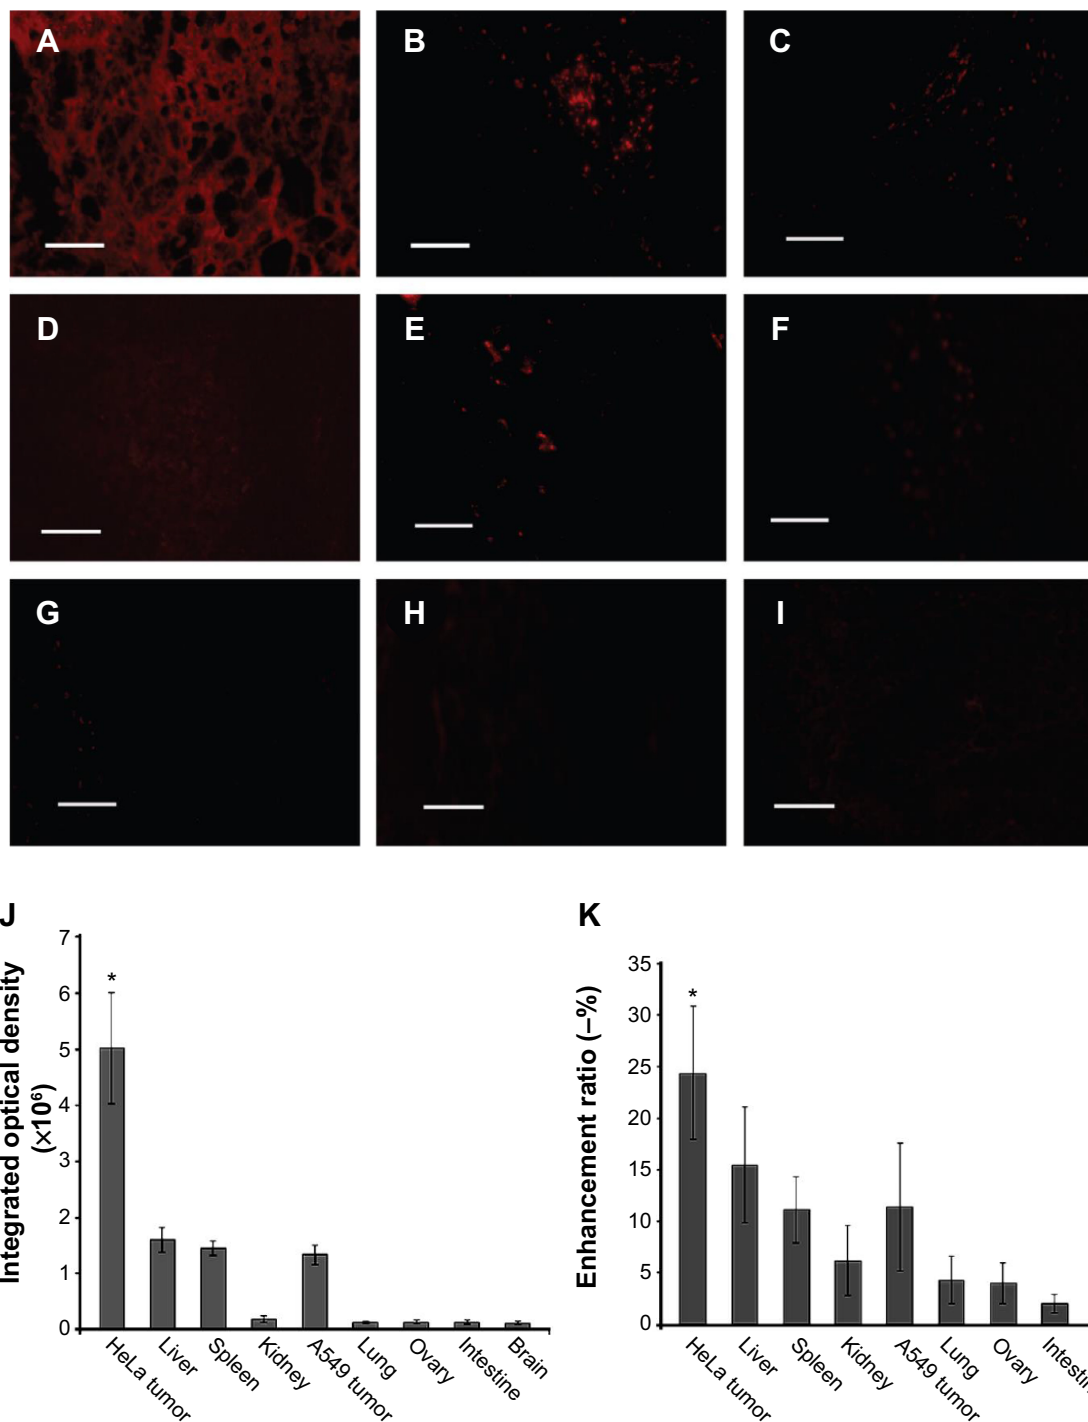 A
B
C
D
E
F
G
H
I
J
Integrated optical density
(×10⁶)
7
6
5
4
3
2
1
0
*
HeLa tumor
Liver
Spleen
Kidney
A549 tumor
Lung
Ovary
Intestine
Brain
K
Enhancement ratio (–%)
35
30
25
20
15
10
5
0
*
HeLa tumor
Liver
Spleen
Kidney
A549 tumor
Lung
Ovary
Intestin